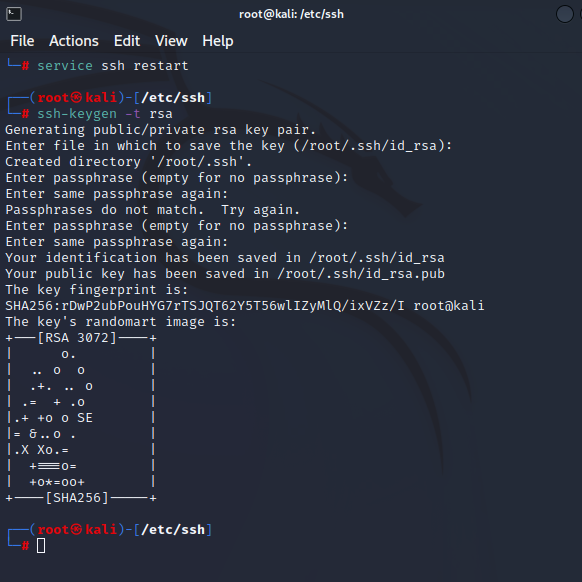 root@kali: /etc/ssh
File Actions Edit View Help
└─# service ssh restart
┌──(root㉿kali)-[/etc/ssh]
└─# ssh-keygen -t rsa
Generating public/private rsa key pair.
Enter file in which to save the key (/root/.ssh/id_rsa):
Created directory '/root/.ssh'.
Enter passphrase (empty for no passphrase):
Enter same passphrase again:
Passphrases do not match.  Try again.
Enter passphrase (empty for no passphrase):
Enter same passphrase again:
Your identification has been saved in /root/.ssh/id_rsa
Your public key has been saved in /root/.ssh/id_rsa.pub
The key fingerprint is:
SHA256:rDwP2ubPouHYG7rTSJQT62Y5T56wlIZyMlQ/ixVZz/I root@kali
The key's randomart image is:
+---[RSA 3072]----+
|      o.         |
|  .. o  o        |
|  .+. .. o       |
| .=  + .o        |
|.+ +o o SE       |
|= &..o .         |
|.X Xo.=          |
|  +===o=         |
|  +o*=oo+        |
+----[SHA256]-----+
┌──(root㉿kali)-[/etc/ssh]
└─#